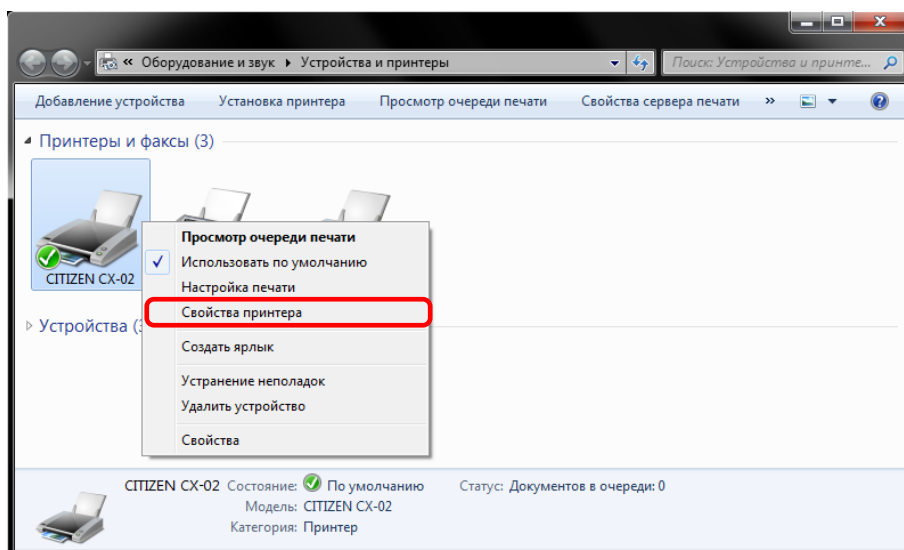 « Оборудование и звук ▸ Устройства и принтеры
Поиск: Устройства и принте...
Добавление устройства Установка принтера Просмотр очереди печати Свойства сервера печати »
Принтеры и факсы (3)
CITIZEN CX-02
Просмотр очереди печати
Использовать по умолчанию
Настройка печати
Свойства принтера
Устройства (
Создать ярлык
Устранение неполадок
Удалить устройство
Свойства
CITIZEN CX-02 Состояние: По умолчанию Статус: Документов в очереди: 0
Модель: CITIZEN CX-02
Категория: Принтер